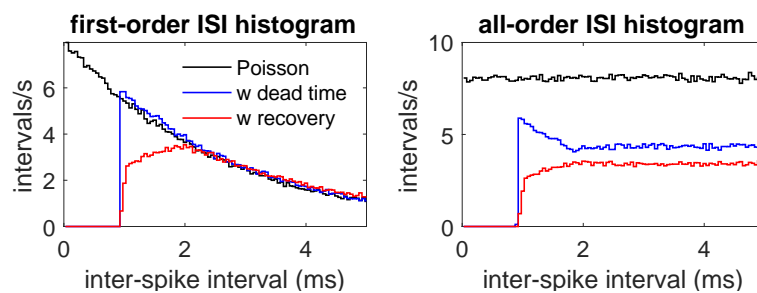 first-order ISI histogram
8
6
4
2
0
intervals/s
Poisson
w dead time
w recovery
0 2 4
inter-spike interval (ms)
all-order ISI histogram
10
5
0
intervals/s
0 2 4
inter-spike interval (ms)